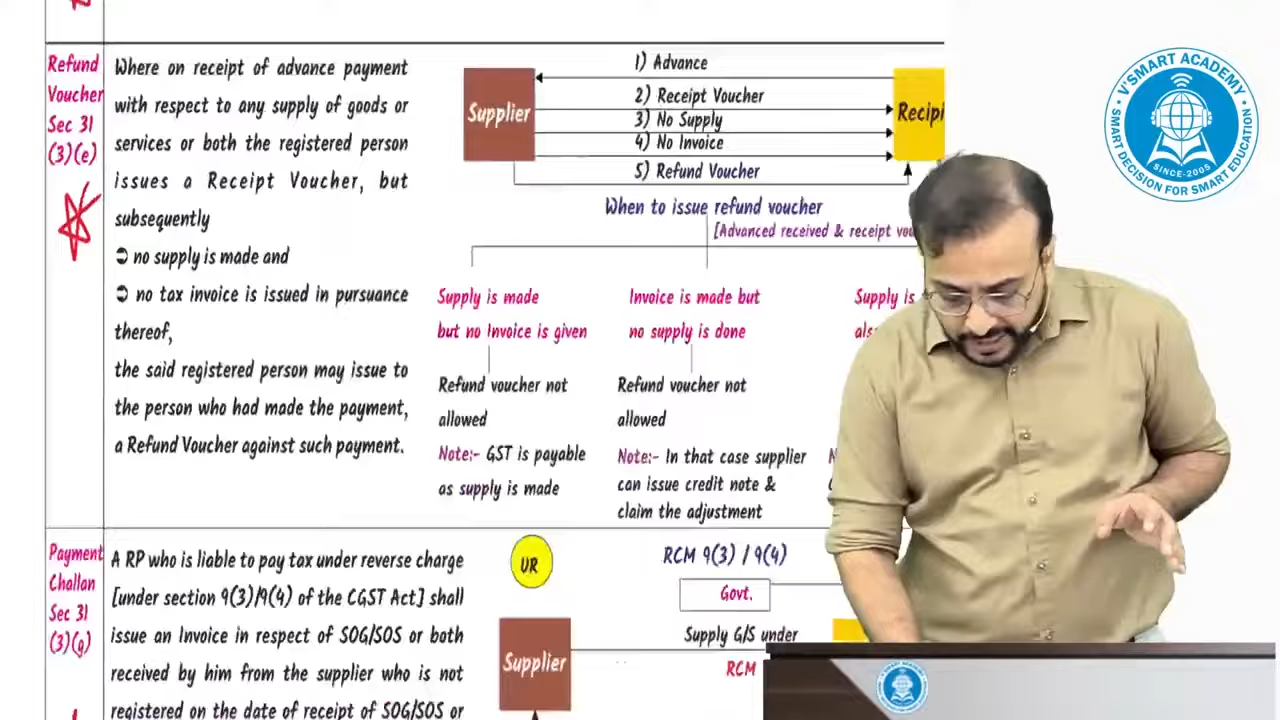 Refund
Voucher
Sec 31
(3)(e)
Where on receipt of advance payment
with respect to any supply of goods or
services or both the registered person
issues a Receipt Voucher, but
subsequently
➲ no supply is made and
➲ no tax invoice is issued in pursuance
thereof,
the said registered person may issue to
the person who had made the payment,
a Refund Voucher against such payment.
Supplier
1) Advance
2) Receipt Voucher
3) No Supply
4) No Invoice
5) Refund Voucher
Recipi
When to issue refund voucher
[Advanced received & receipt vou
Supply is made
but no Invoice is given
Refund voucher not
allowed
Note:- GST is payable
as supply is made
Invoice is made but
no supply is done
Refund voucher not
allowed
Note:- In that case supplier
can issue credit note &
claim the adjustment
Supply is
als
Payment
Challan
Sec 31
A RP who is liable to pay tax under reverse charge
[under section 9(3)/9(4) of the CGST Act] shall
issue an Invoice in respect of SOG/SOS or both
received by him from the supplier who is not
registered on the date of receipt of SOG/SOS or
UR
Supplier
RCM 9(3) / 9(4)
Govt.
Supply G/S under
RCM
V'SMART ACADEMY
SINCE-2005
SMART DECISION FOR SMART EDUCATION